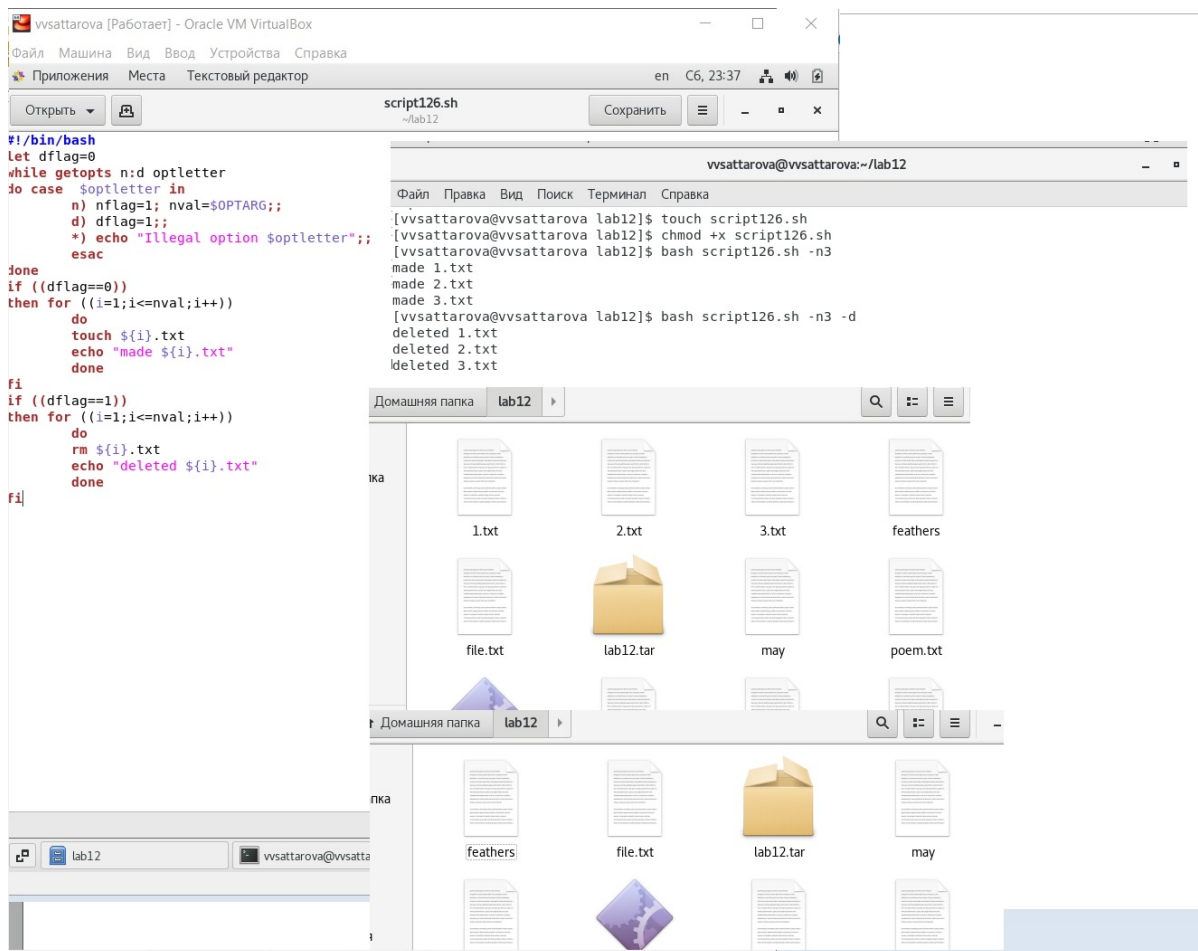 vvsattarova [Работает] - Oracle VM VirtualBox
Файл Машина Вид Ввод Устройства Справка
Приложения Места Текстовый редактор en Сб, 23:37
Открыть script126.sh Сохранить
~/lab12
#!/bin/bash
let dflag=0
while getopts n:d optletter
do case $optletter in
n) nflag=1; nval=$OPTARG;;
d) dflag=1;;
*) echo "Illegal option $optletter";;
esac
done
if ((dflag==0))
then for ((i=1;i<=nval;i++))
do
touch ${i}.txt
echo "made ${i}.txt"
done
fi
if ((dflag==1))
then for ((i=1;i<=nval;i++))
do
rm ${i}.txt
echo "deleted ${i}.txt"
done
fi
vvsattarova@vvsattarova:~/lab12
Файл Правка Вид Поиск Терминал Справка
[vvsattarova@vvsattarova lab12]$ touch script126.sh
[vvsattarova@vvsattarova lab12]$ chmod +x script126.sh
[vvsattarova@vvsattarova lab12]$ bash script126.sh -n3
made 1.txt
made 2.txt
made 3.txt
[vvsattarova@vvsattarova lab12]$ bash script126.sh -n3 -d
deleted 1.txt
deleted 2.txt
deleted 3.txt
Домашняя папка lab12
пка
1.txt 2.txt 3.txt feathers
file.txt lab12.tar may poem.txt
Домашняя папка lab12
пка
feathers file.txt lab12.tar may
lab12 vvsattarova@vvsatta